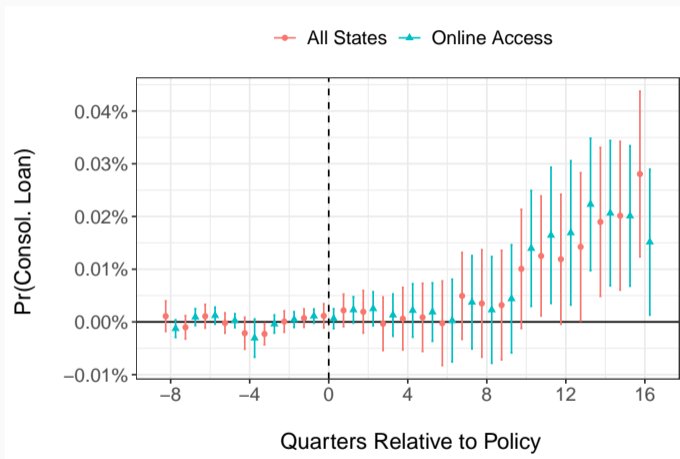 All States Online Access
Pr(Consol. Loan)
0.04%
0.03%
0.02%
0.01%
0.00%
−0.01%
−8 −4 0 4 8 12 16
Quarters Relative to Policy